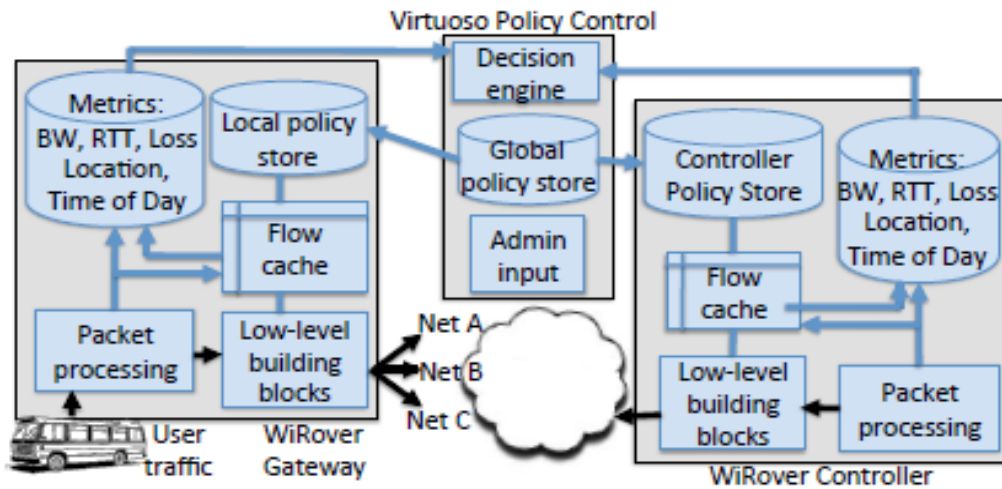 Virtuoso Policy Control
Decision
engine
Global
policy store
Admin
input
Metrics:
BW, RTT, Loss
Location,
Time of Day
Local policy
store
Flow
cache
Packet
processing
Low-level
building
blocks
User
traffic
WiRover
Gateway
Net A
Net B
Net C
Controller
Policy Store
Metrics:
BW, RTT, Loss
Location,
Time of Day
Flow
cache
Low-level
building
blocks
Packet
processing
WiRover Controller